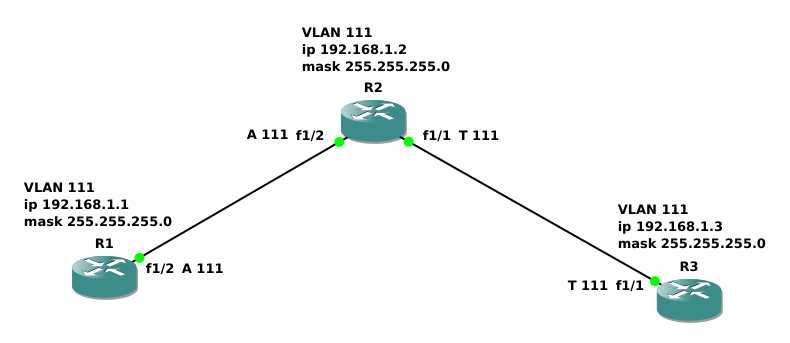 VLAN 111
ip 192.168.1.2
mask 255.255.255.0
R2
A 111 f1/2
f1/1 T 111
VLAN 111
ip 192.168.1.1
mask 255.255.255.0
R1
f1/2 A 111
VLAN 111
ip 192.168.1.3
mask 255.255.255.0
R3
T 111 f1/1